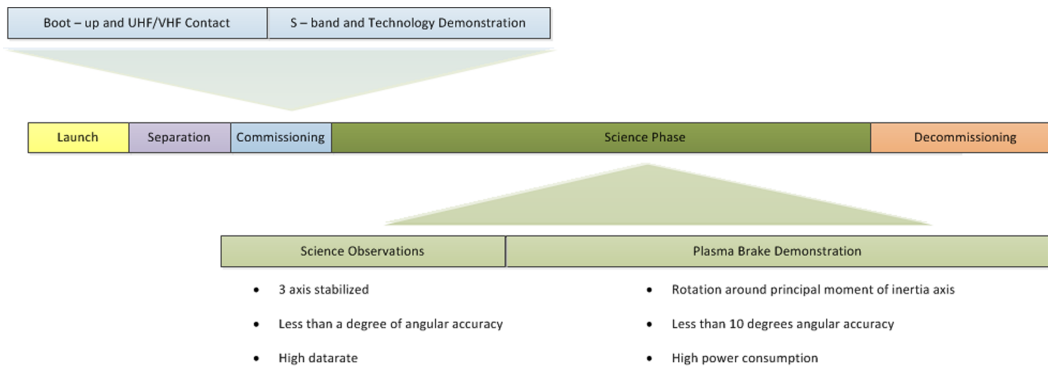 Boot – up and UHF/VHF Contact
S – band and Technology Demonstration
Launch
Separation
Commissioning
Science Phase
Decommissioning
Science Observations
Plasma Brake Demonstration
• 3 axis stabilized
• Less than a degree of angular accuracy
• High datarate
• Rotation around principal moment of inertia axis
• Less than 10 degrees angular accuracy
• High power consumption